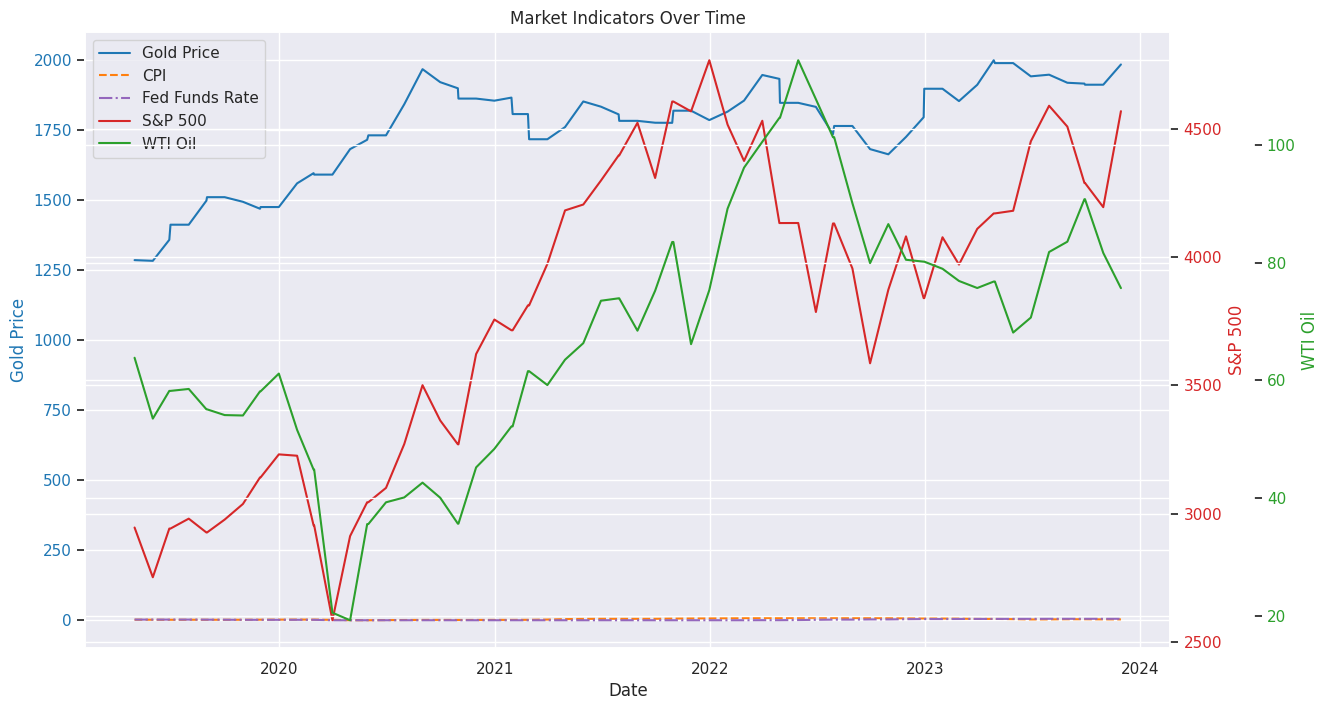 Market Indicators Over Time
Gold Price
CPI
Fed Funds Rate
S&P 500
WTI Oil
2000
1750
1500
1250
1000
750
500
250
0
Gold Price
4500
4000
3500
3000
2500
S&P 500
100
80
60
40
20
WTI Oil
2020 2021 2022 2023 2024
Date